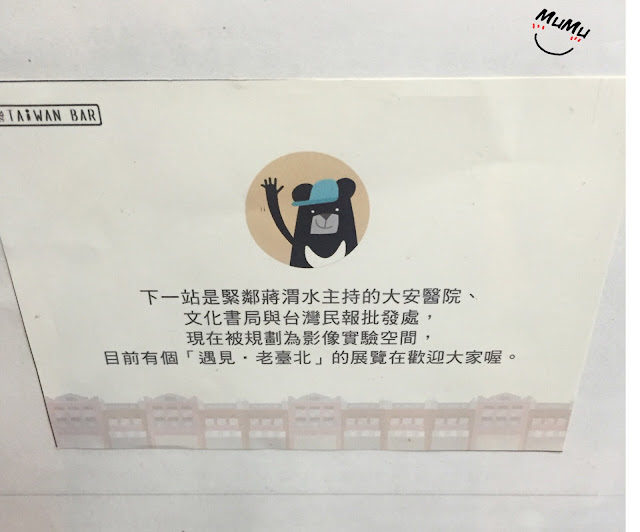 MuMu
TAIWAN BAR
下一站是緊鄰蔣渭水主持的大安醫院、
文化書局與台灣民報批發處，
現在被規劃為影像實驗空間，
目前有個「遇見・老臺北」的展覽在歡迎大家喔。